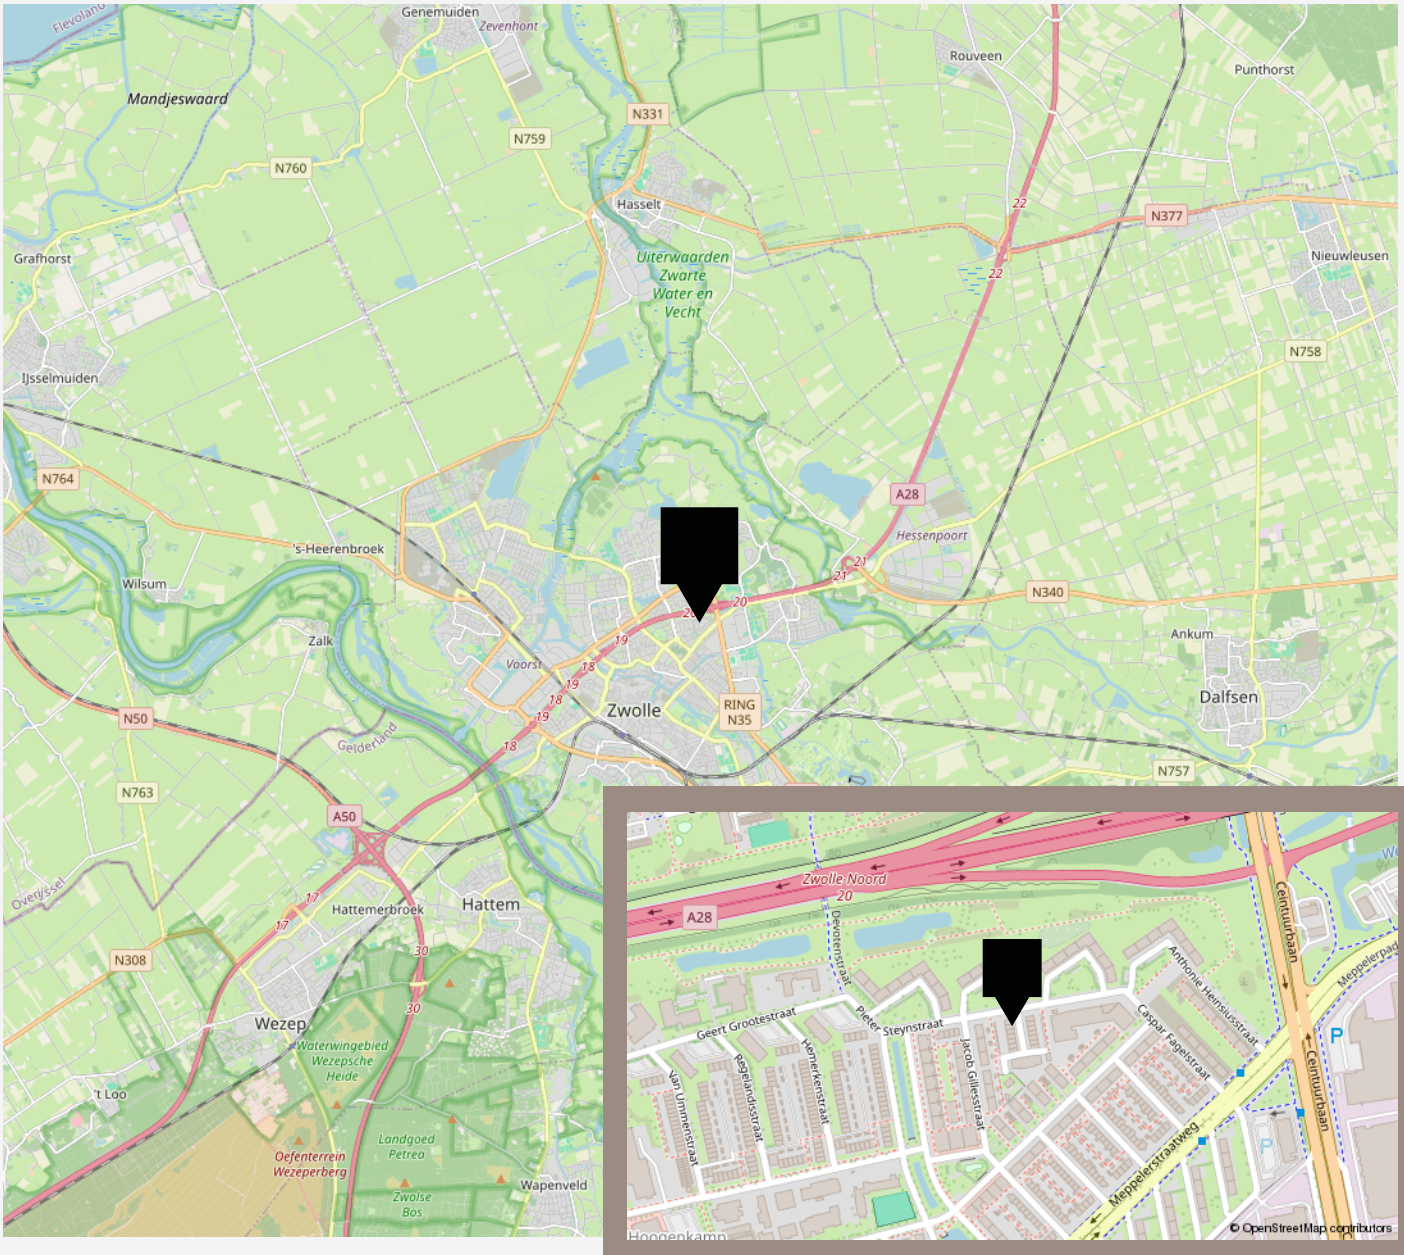 Flevoland
Genemuiden
Zevenhont
Rouveen
Punthorst
Mandjeswaard
N331
N759
N760
Hasselt
22
N377
Grafhorst
Uiterwaarden
Zwarte
Water en
Vecht
Nieuwleusen
22
N758
IJsselmuiden
N764
A28
Hessenpoort
's-Heerenbroek
21
21
Wilsum
N340
20
20
Zalk
19
Ankum
Voorst
18
19
18
Dalfsen
Zwolle
RING
N35
N50
19
18
Gelderland
N757
N763
A50
Overijssel
17
17
Hattemerbroek
Hattem
N308
30
30
Wezep
Waterwingebied
Wezepsche
Heide
't Loo
Landgoed
Petrea
Oefenterrein
Wezeperberg
Zwolse
Bos
Wapenveld
Zwolle Noord
20
A28
Ceintuurbaan
Devotenstraat
Meppelerpad
Anthonie Heinsiusstraat
Geert Grootestraat
Pieter Steynstraat
Caspar Fagelstraat
P
Jacob Gillesstraat
Hemerkenstraat
Regelandisstraat
Van Ummenstraat
Ceintuurbaan
P
Meppelerstraatweg
Hoogenkamp
© OpenStreetMap contributors